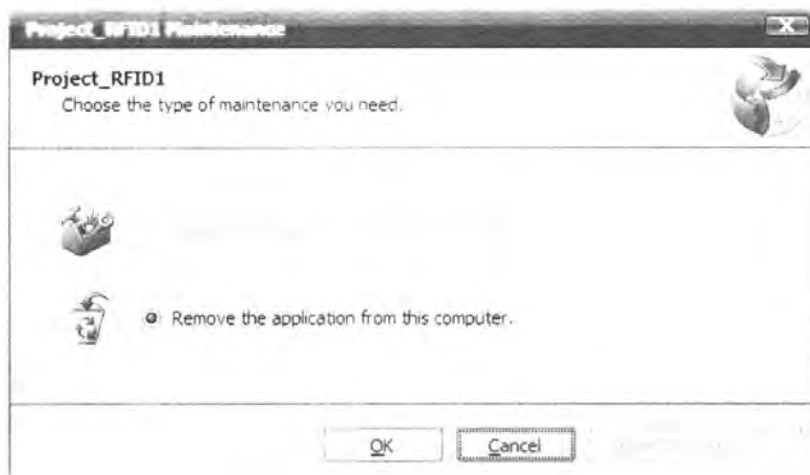 Project_RFID1 Maintenance
Project_RFID1
Choose the type of maintenance you need.
Remove the application from this computer.
OK
Cancel